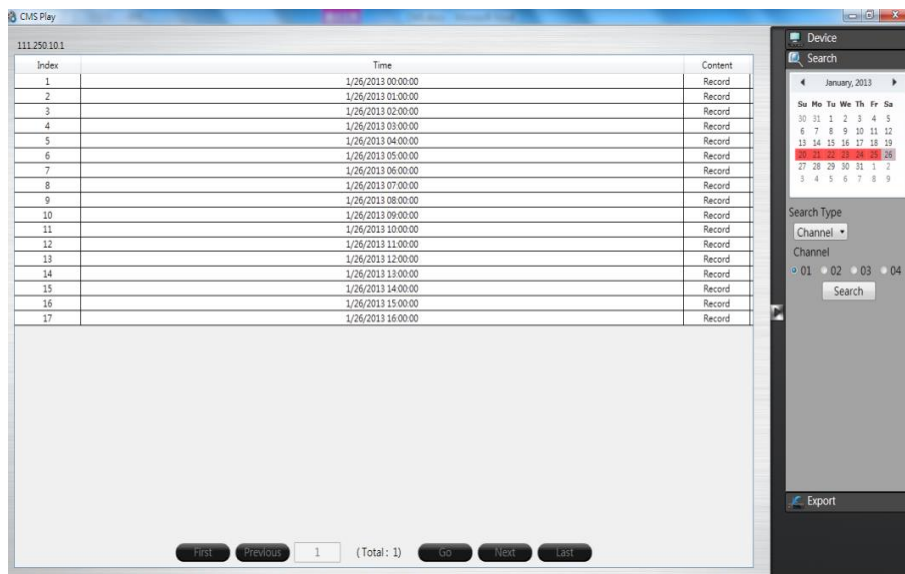 CMS Play
111.250.10.1
Index Time Content
1 1/26/2013 00:00:00 Record
2 1/26/2013 01:00:00 Record
3 1/26/2013 02:00:00 Record
4 1/26/2013 03:00:00 Record
5 1/26/2013 04:00:00 Record
6 1/26/2013 05:00:00 Record
7 1/26/2013 06:00:00 Record
8 1/26/2013 07:00:00 Record
9 1/26/2013 08:00:00 Record
10 1/26/2013 09:00:00 Record
11 1/26/2013 10:00:00 Record
12 1/26/2013 11:00:00 Record
13 1/26/2013 12:00:00 Record
14 1/26/2013 13:00:00 Record
15 1/26/2013 14:00:00 Record
16 1/26/2013 15:00:00 Record
17 1/26/2013 16:00:00 Record
First Previous 1 (Total: 1) Go Next Last
Device
Search
January, 2013
Su Mo Tu We Th Fr Sa
30 31 1 2 3 4 5
6 7 8 9 10 11 12
13 14 15 16 17 18 19
20 21 22 23 24 25 26
27 28 29 30 31 1 2
3 4 5 6 7 8 9
Search Type
Channel
Channel
01 02 03 04
Search
Export